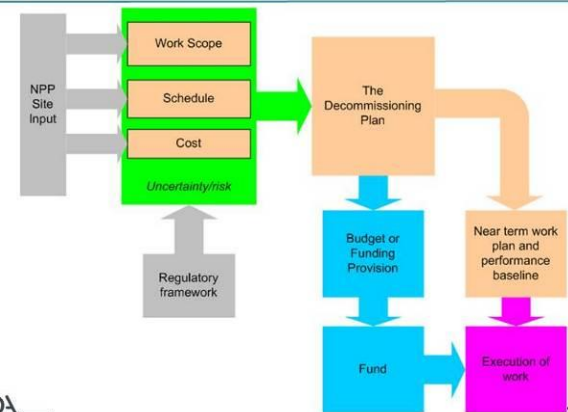 NPP
Site
Input
Work Scope
Schedule
Cost
Uncertainty/risk
Regulatory
framework
The
Decommissioning
Plan
Budget or
Funding
Provision
Near term work
plan and
performance
baseline
Fund
Execution of
work